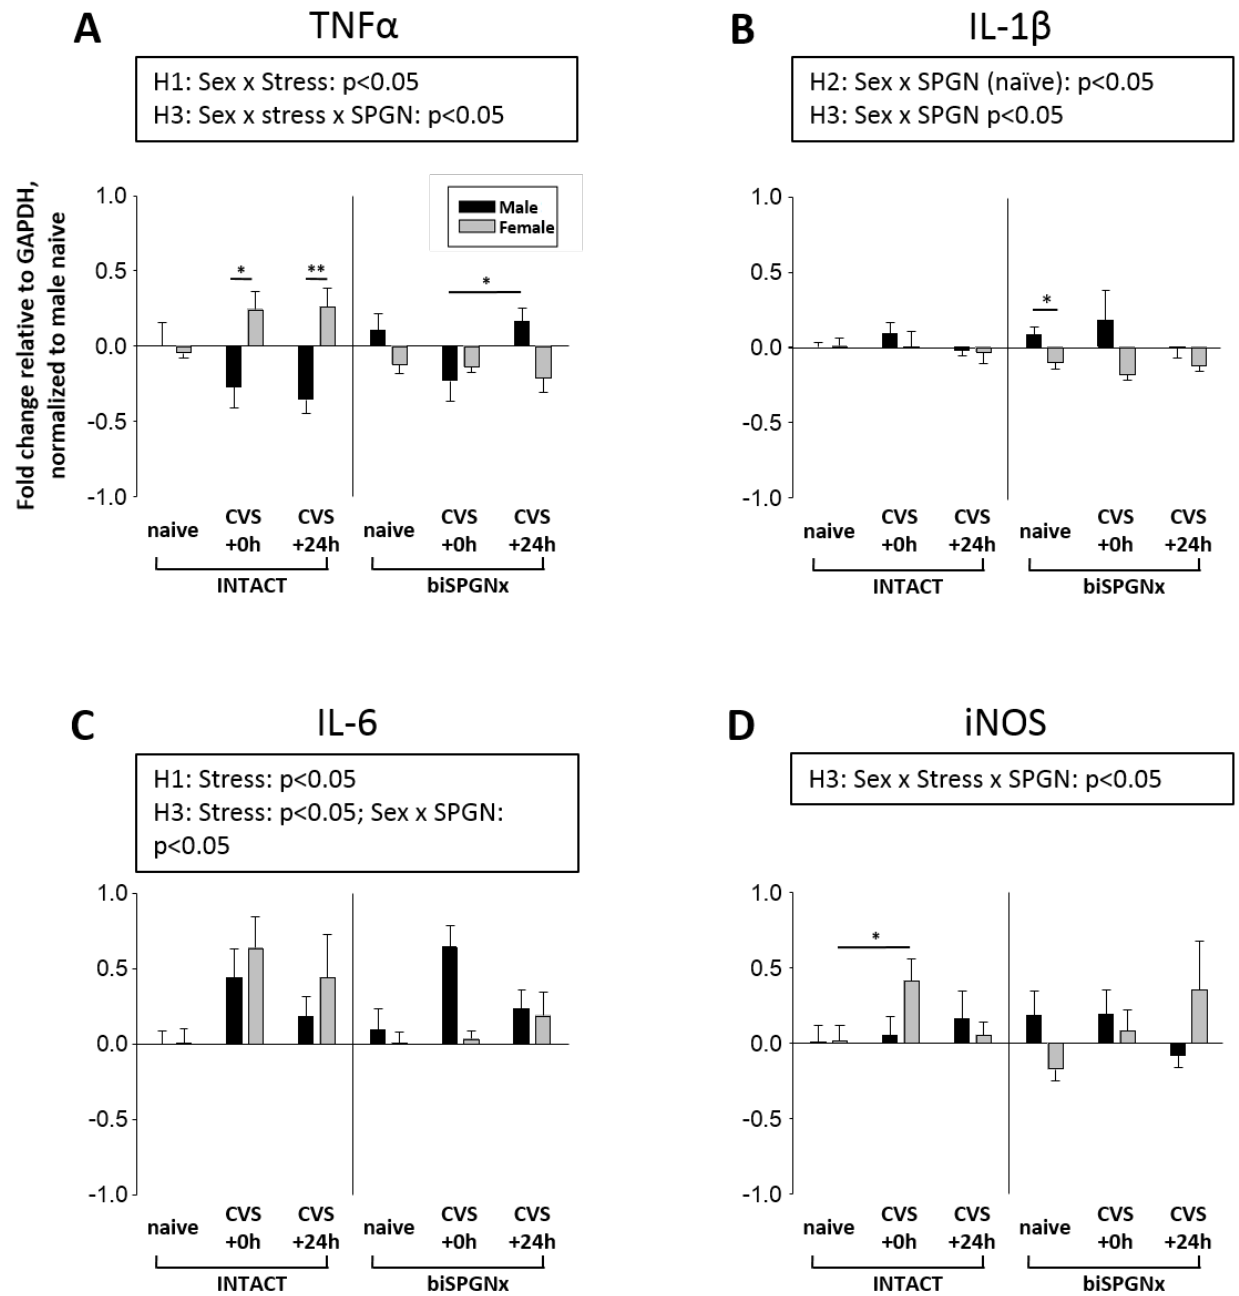 A
TNFα
H1: Sex x Stress: p<0.05
H3: Sex x stress x SPGN: p<0.05
Fold change relative to GAPDH,
normalized to male naive
1.0
0.5
0.0
-0.5
-1.0
Male
Female
*
**
*
naive
CVS
+0h
CVS
+24h
naive
CVS
+0h
CVS
+24h
INTACT
biSPGNx
B
IL-1β
H2: Sex x SPGN (naïve): p<0.05
H3: Sex x SPGN p<0.05
1.0
0.5
0.0
-0.5
-1.0
*
naive
CVS
+0h
CVS
+24h
naive
CVS
+0h
CVS
+24h
INTACT
biSPGNx
C
IL-6
H1: Stress: p<0.05
H3: Stress: p<0.05; Sex x SPGN:
p<0.05
1.0
0.5
0.0
-0.5
-1.0
naive
CVS
+0h
CVS
+24h
naive
CVS
+0h
CVS
+24h
INTACT
biSPGNx
D
iNOS
H3: Sex x Stress x SPGN: p<0.05
1.0
0.5
0.0
-0.5
-1.0
*
naive
CVS
+0h
CVS
+24h
naive
CVS
+0h
CVS
+24h
INTACT
biSPGNx